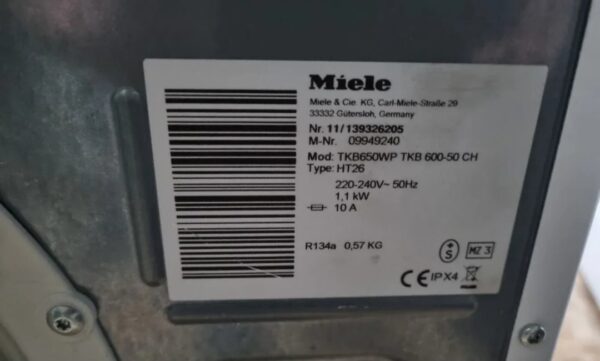 Miele
Miele & Cie. KG, Carl-Miele-Straße 29
33332 Gütersloh, Germany
Nr. 11/139326205
M-Nr. 09949240
Mod: TKB650WP TKB 600-50 CH
Type: HT26
220-240V~ 50Hz
1,1 kW
10 A
R134a 0,57 KG
S MZ 3
CE IPX4